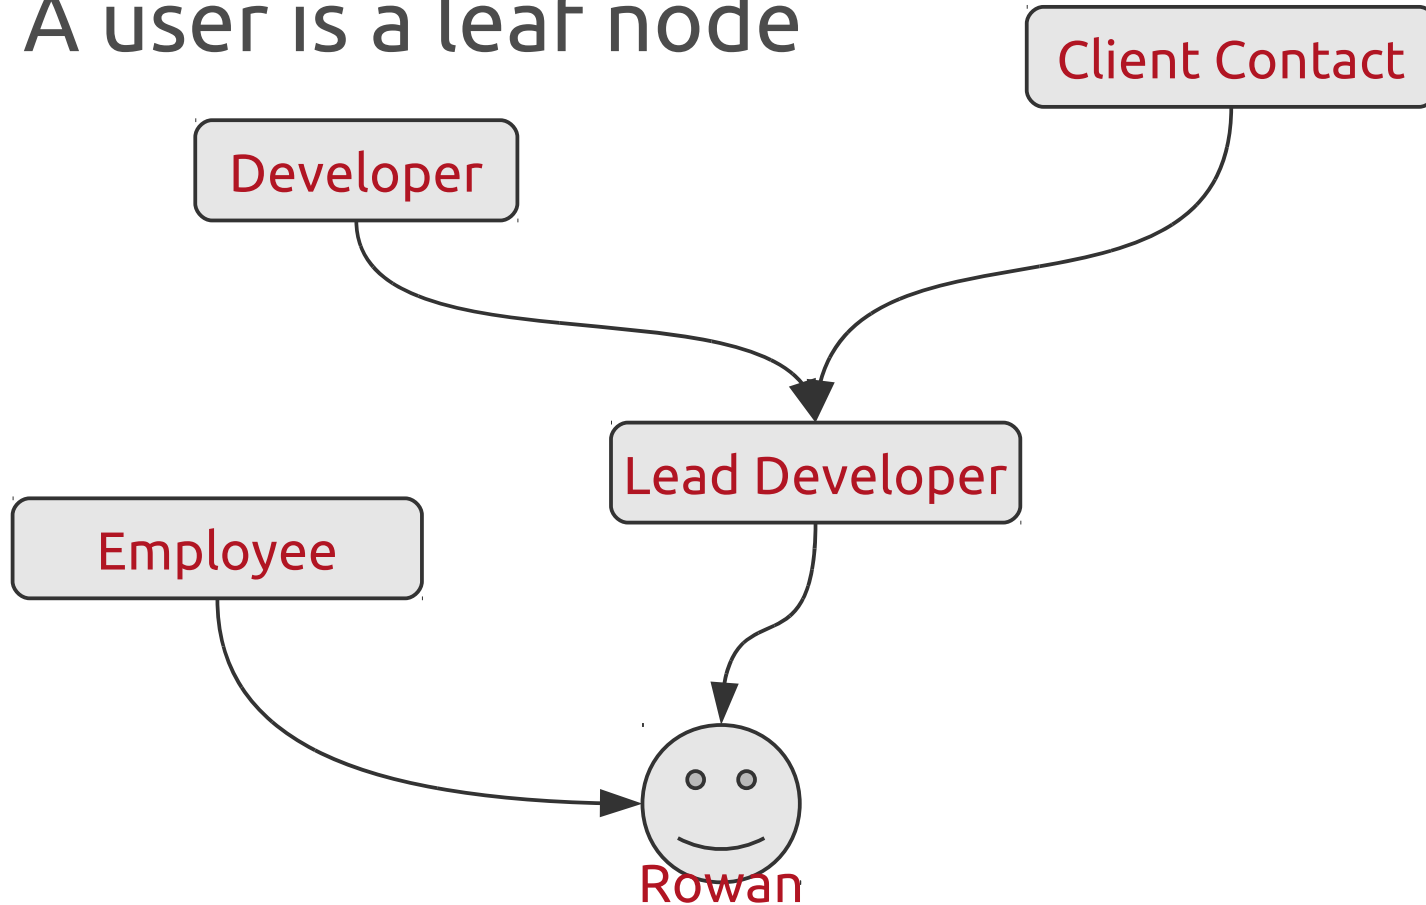 A user is a leaf node
Client Contact
Developer
Lead Developer
Employee
Rowan